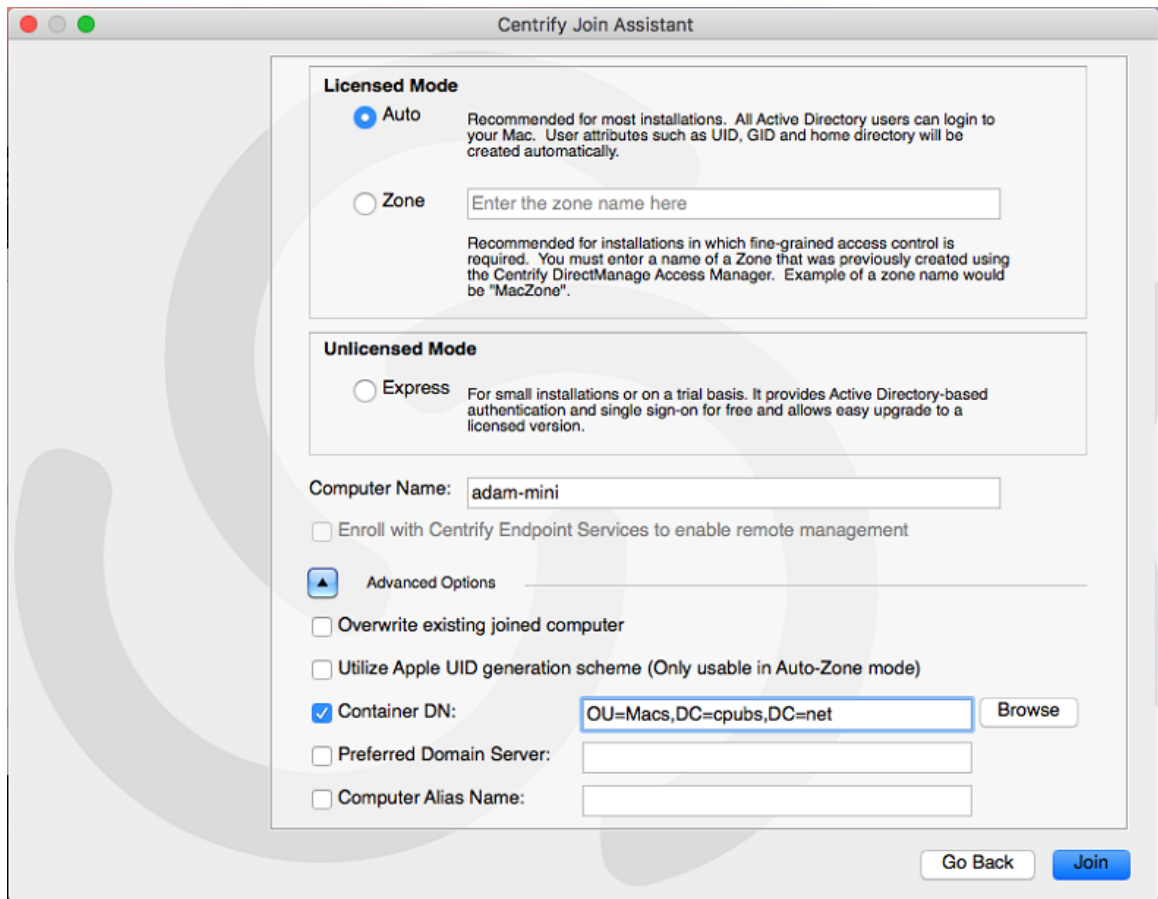 Centrify Join Assistant
Licensed Mode
Auto
Recommended for most installations.  All Active Directory users can login to
your Mac.  User attributes such as UID, GID and home directory will be
created automatically.
Zone
Enter the zone name here
Recommended for installations in which fine-grained access control is
required.  You must enter a name of a Zone that was previously created using
the Centrify DirectManage Access Manager.  Example of a zone name would
be "MacZone".
Unlicensed Mode
Express
For small installations or on a trial basis. It provides Active Directory-based
authentication and single sign-on for free and allows easy upgrade to a
licensed version.
Computer Name: adam-mini
Enroll with Centrify Endpoint Services to enable remote management
Advanced Options
Overwrite existing joined computer
Utilize Apple UID generation scheme (Only usable in Auto-Zone mode)
Container DN: OU=Macs,DC=cpubs,DC=net Browse
Preferred Domain Server:
Computer Alias Name:
Go Back Join